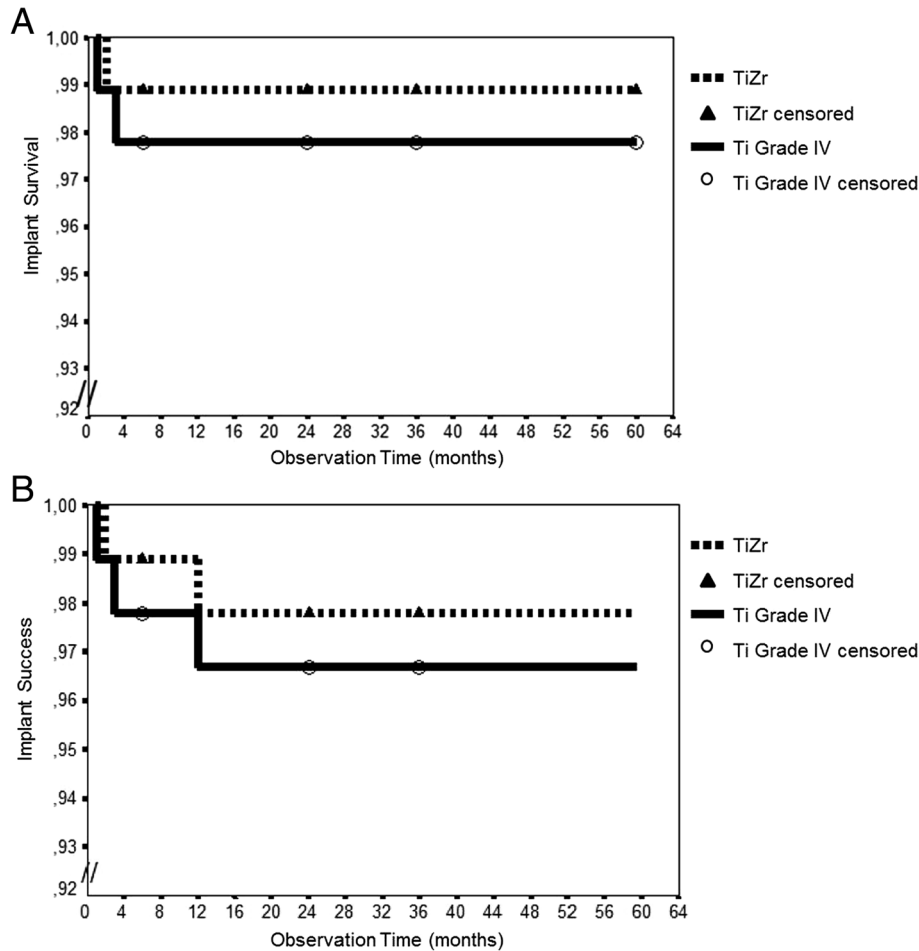 A
1,00
,99
,98
,97
,96
,95
,94
,93
,92
Implant Survival
0 4 8 12 16 20 24 28 32 36 40 44 48 52 56 60 64
Observation Time (months)
TiZr
TiZr censored
Ti Grade IV
Ti Grade IV censored
B
1,00
,99
,98
,97
,96
,95
,94
,93
,92
Implant Success
0 4 8 12 16 20 24 28 32 36 40 44 48 52 56 60 64
Observation Time (months)
TiZr
TiZr censored
Ti Grade IV
Ti Grade IV censored